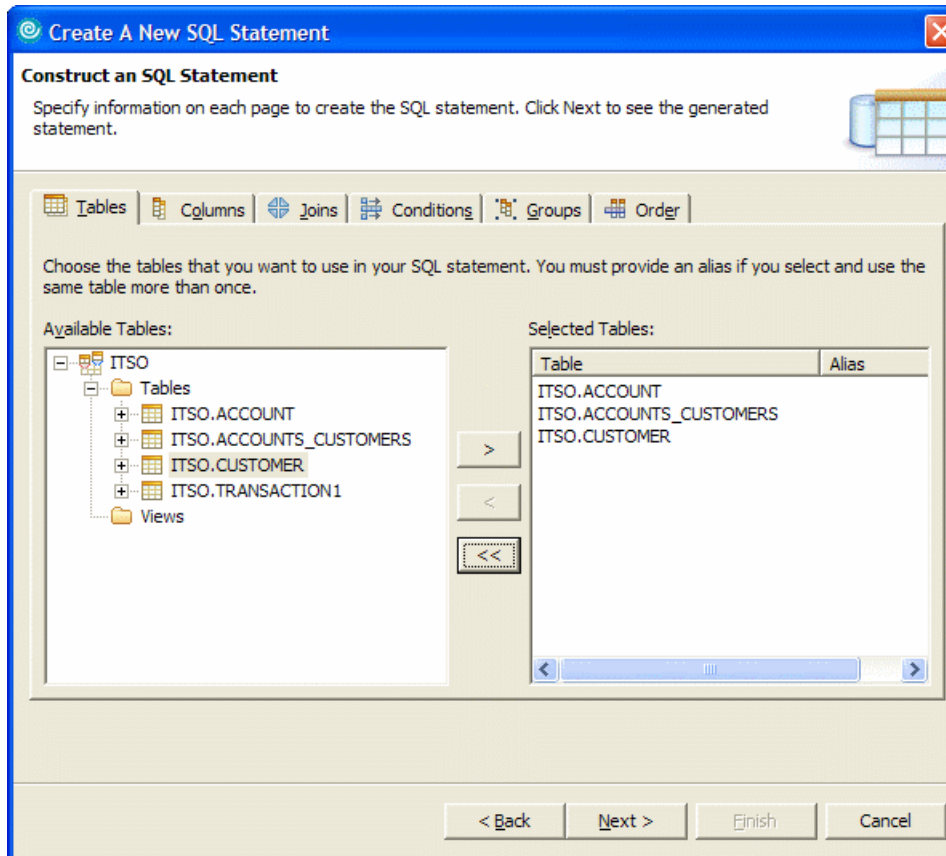 Create A New SQL Statement
Construct an SQL Statement
Specify information on each page to create the SQL statement. Click Next to see the generated
statement.
Tables Columns Joins Conditions Groups Order
Choose the tables that you want to use in your SQL statement. You must provide an alias if you select and use the
same table more than once.
Available Tables:
ITSO
Tables
ITSO.ACCOUNT
ITSO.ACCOUNTS_CUSTOMERS
ITSO.CUSTOMER
ITSO.TRANSACTION1
Views
>
<
<<
Selected Tables:
Table Alias
ITSO.ACCOUNT
ITSO.ACCOUNTS_CUSTOMERS
ITSO.CUSTOMER
< Back Next > Finish Cancel